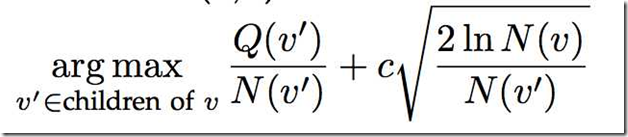 arg max Q(v′)/N(v′) + c√(2 ln N(v)/N(v′))
v′∈children of v